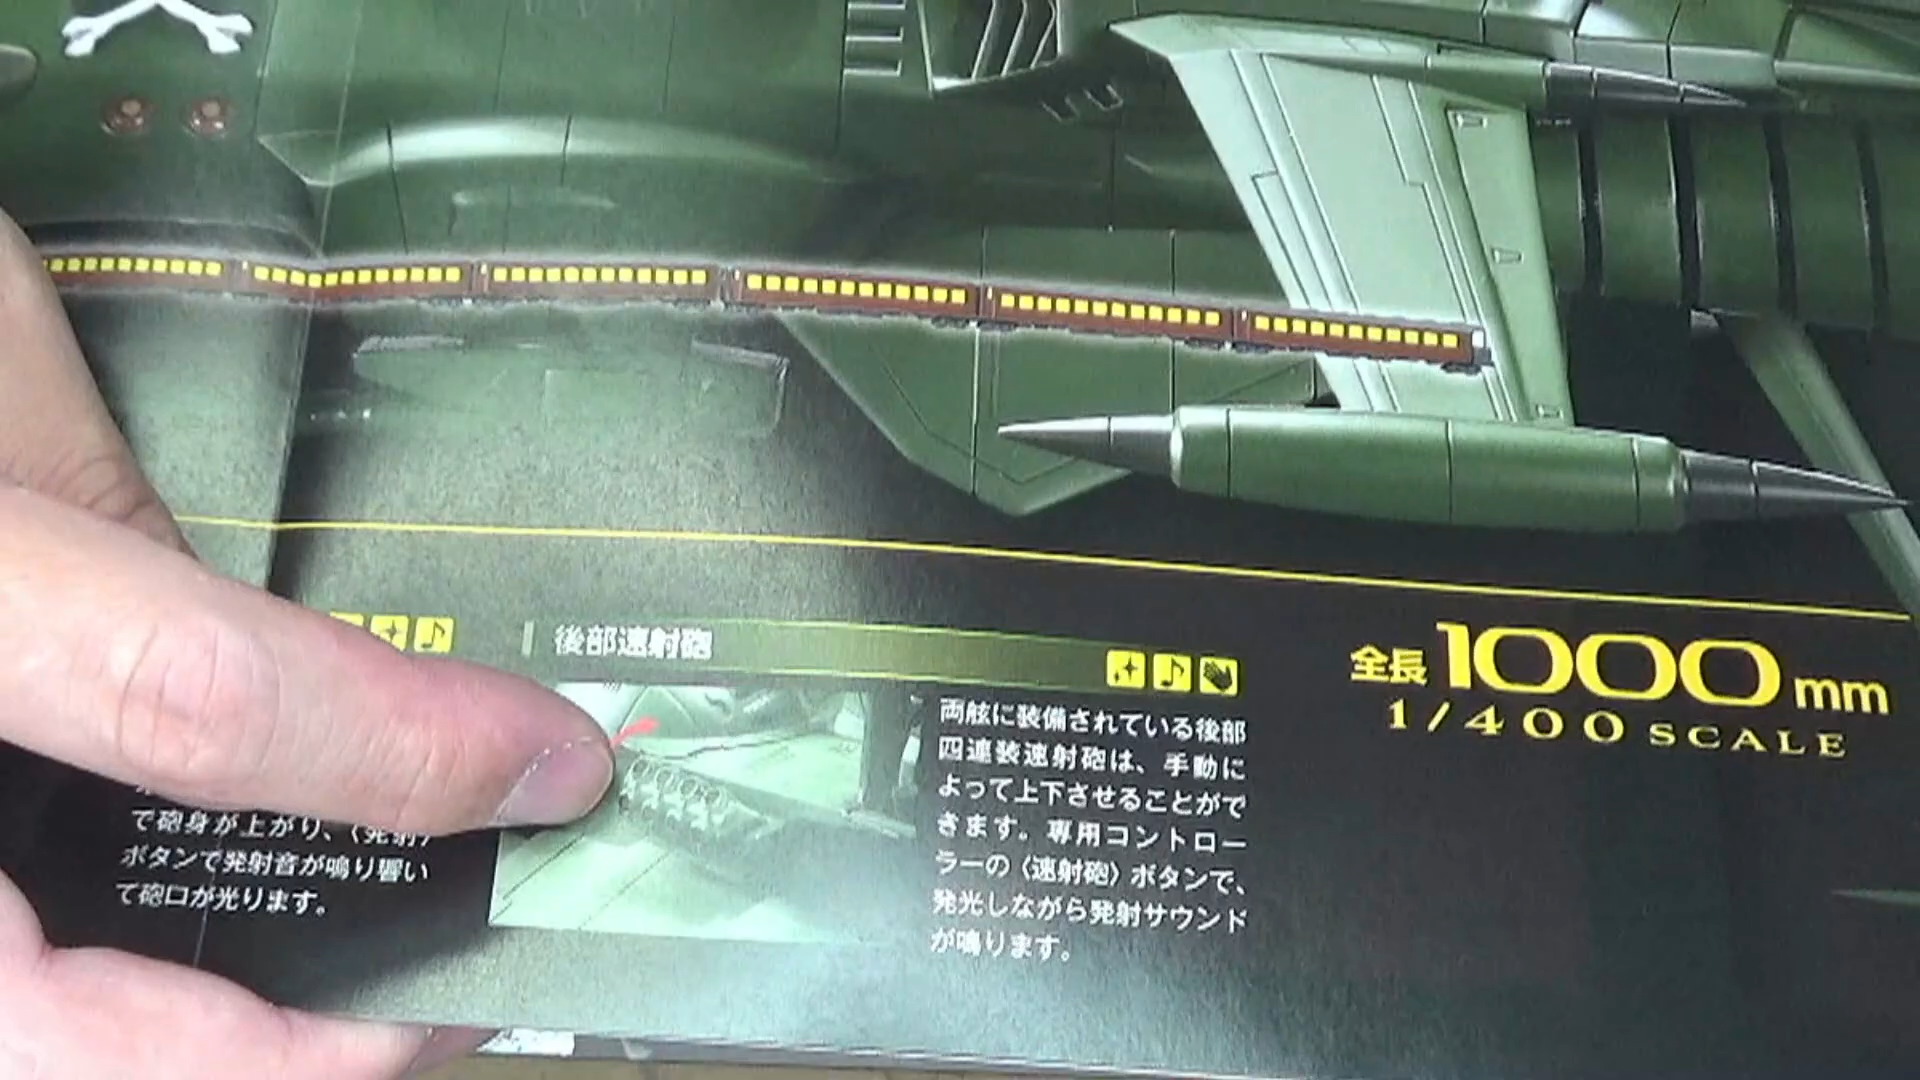 後部速射砲
全長1000mm
1/400 SCALE
両舷に装備されている後部
四連装速射砲は、手動に
よって上下させることがで
きます。専用コントロー
ラーの〈速射砲〉ボタンで、
発光しながら発射サウンド
が鳴ります。
で砲身が上がり、〈発射〉
ボタンで発射音が鳴り響い
て砲口が光ります。